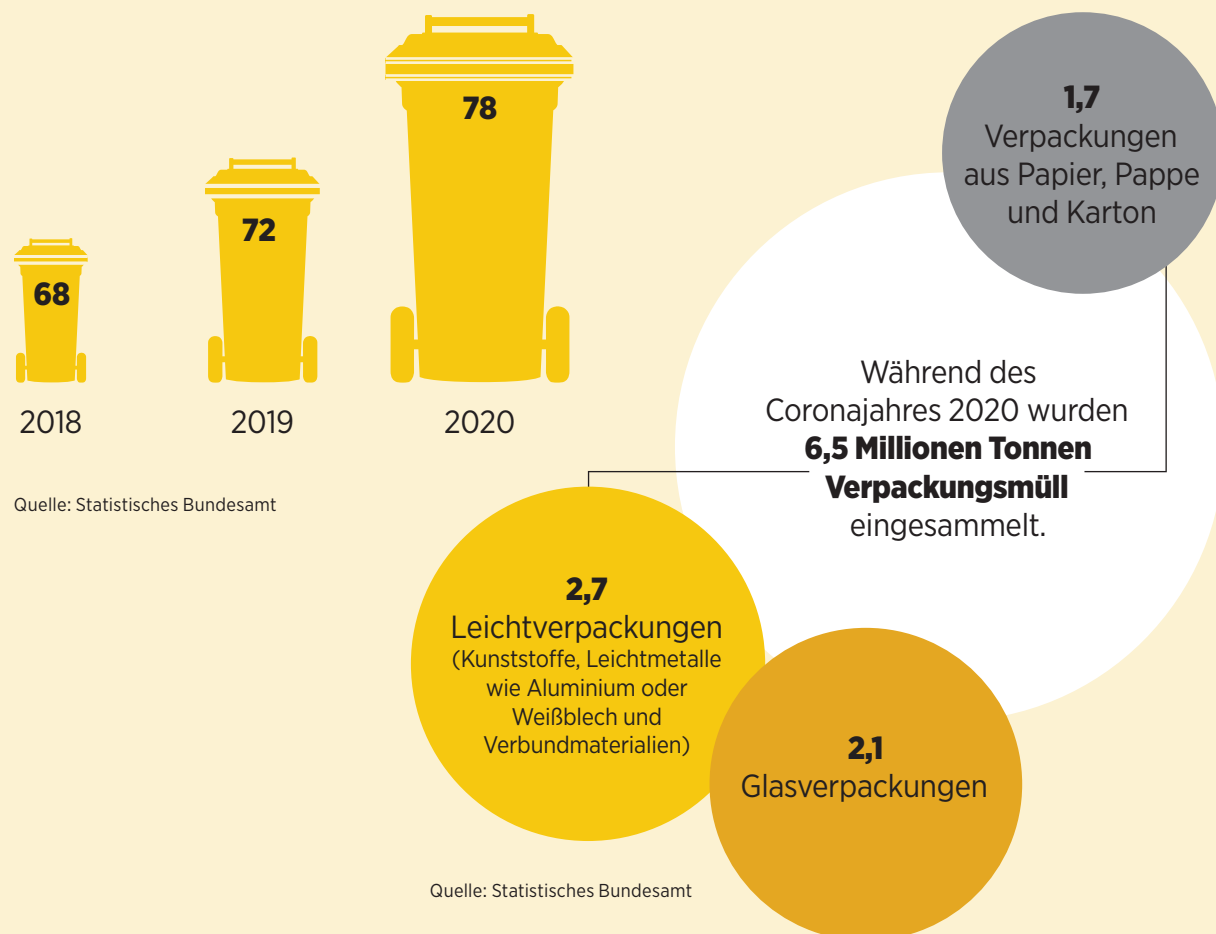 68
72
78
2018
2019
2020
Quelle: Statistisches Bundesamt
1,7
Verpackungen
aus Papier, Pappe
und Karton
Während des
Coronajahres 2020 wurden
6,5 Millionen Tonnen
Verpackungsmüll
eingesammelt.
2,7
Leichtverpackungen
(Kunststoffe, Leichtmetalle
wie Aluminium oder
Weißblech und
Verbundmaterialien)
2,1
Glasverpackungen
Quelle: Statistisches Bundesamt